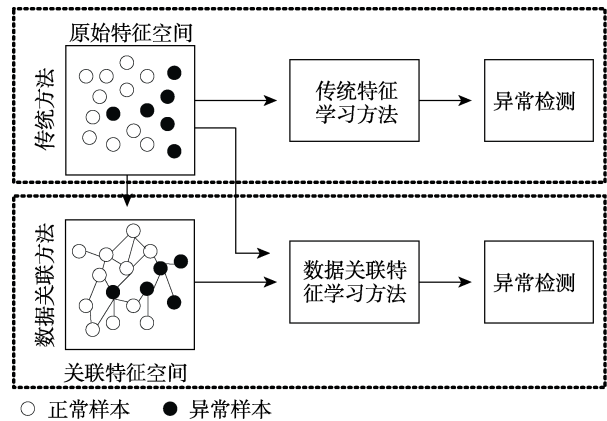 原始特征空间
传统方法
传统特征
学习方法
异常检测
数据关联方法
数据关联特
征学习方法
异常检测
关联特征空间
正常样本
异常样本